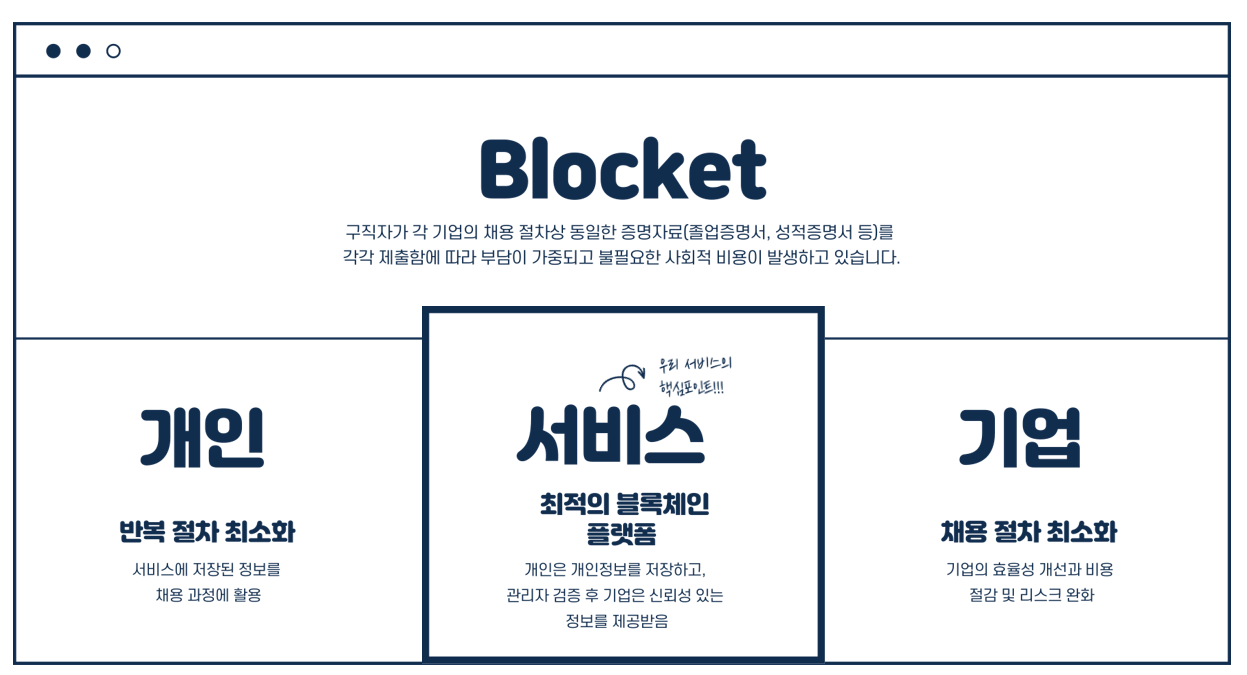 Blocket
구직자가 각 기업의 채용 절차상 동일한 증명자료(졸업증명서, 성적증명서 등)를
각각 제출함에 따라 부담이 가중되고 불필요한 사회적 비용이 발생하고 있습니다.
개인
반복 절차 최소화
서비스에 저장된 정보를
채용 과정에 활용
우리 서비스의
핵심포인트!!!
서비스
최적의 블록체인
플랫폼
개인은 개인정보를 저장하고,
관리자 검증 후 기업은 신뢰성 있는
정보를 제공받음
기업
채용 절차 최소화
기업의 효율성 개선과 비용
절감 및 리스크 완화